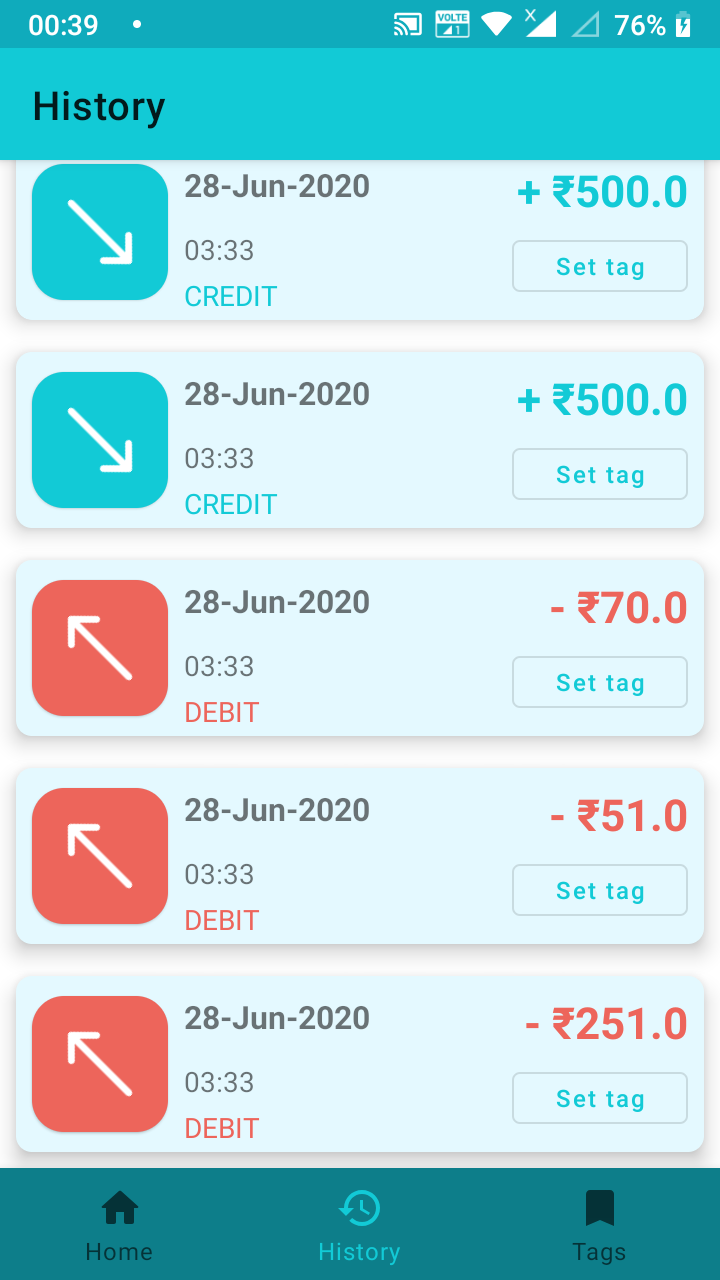 00:39 VOLTE 1 X 76%
History
28-Jun-2020 + ₹500.0
03:33 Set tag
CREDIT
28-Jun-2020 + ₹500.0
03:33 Set tag
CREDIT
28-Jun-2020 - ₹70.0
03:33 Set tag
DEBIT
28-Jun-2020 - ₹51.0
03:33 Set tag
DEBIT
28-Jun-2020 - ₹251.0
03:33 Set tag
DEBIT
Home History Tags